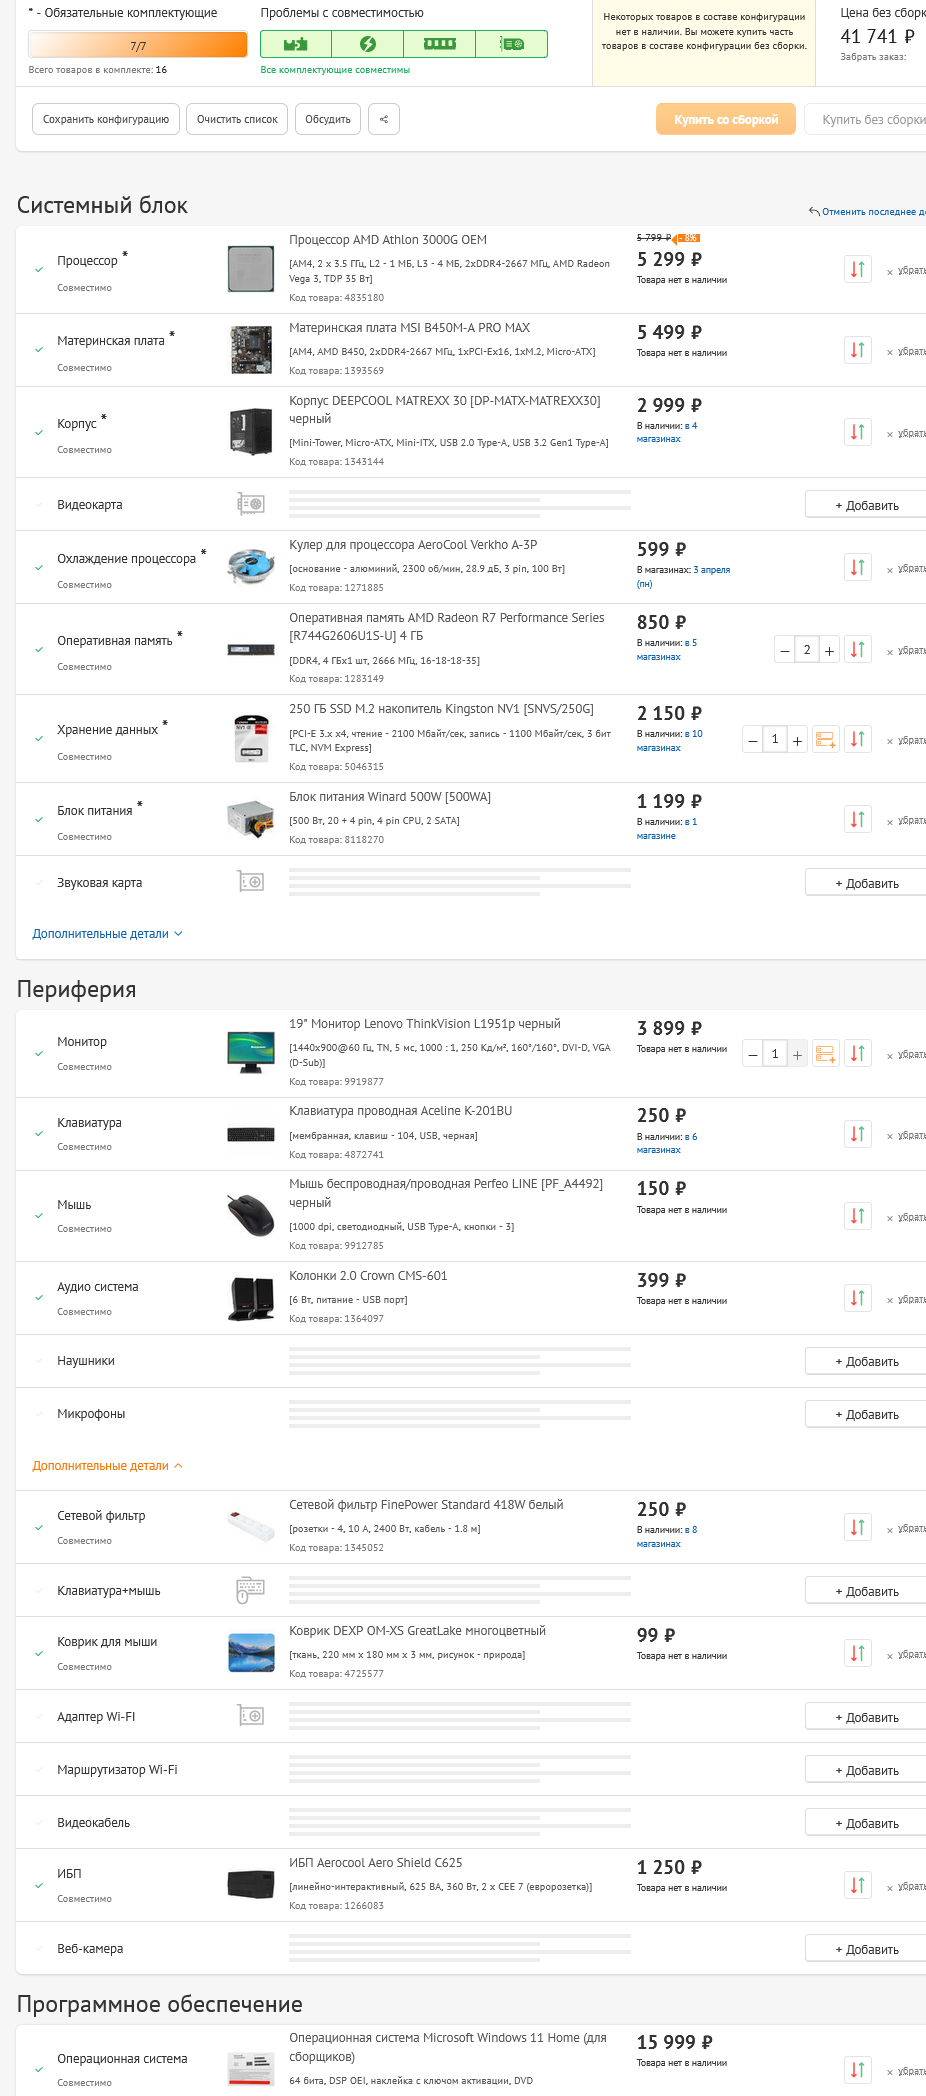 * - Обязательные комплектующие
Проблемы с совместимостью
Некоторых товаров в составе конфигурации
нет в наличии. Вы можете купить часть
товаров в составе конфигурации без сборки.
Цена без сборк
41 741 ₽
Забрать заказ:
7/7
Всего товаров в комплекте: 16
Все комплектующие совместимы
Сохранить конфигурацию
Очистить список
Обсудить
Купить со сборкой
Купить без сборки
Системный блок
Отменить последнее д
Процессор *
Совместимо
Процессор AMD Athlon 3000G OEM
[AM4, 2 x 3.5 ГГц, L2 - 1 МБ, L3 - 4 МБ, 2xDDR4-2667 МГц, AMD Radeon
Vega 3, TDP 35 Вт]
Код товара: 4835180
5 799 ₽ - 8%
5 299 ₽
Товара нет в наличии
× убрать
Материнская плата *
Совместимо
Материнская плата MSI B450M-A PRO MAX
[AM4, AMD B450, 2xDDR4-2667 МГц, 1xPCI-Ex16, 1xM.2, Micro-ATX]
Код товара: 1393569
5 499 ₽
Товара нет в наличии
× убрать
Корпус *
Совместимо
Корпус DEEPCOOL MATREXX 30 [DP-MATX-MATREXX30]
черный
[Mini-Tower, Micro-ATX, Mini-ITX, USB 2.0 Type-A, USB 3.2 Gen1 Type-A]
Код товара: 1343144
2 999 ₽
В наличии: в 4
магазинах
× убрать
Видеокарта
+ Добавить
Охлаждение процессора *
Совместимо
Кулер для процессора AeroCool Verkho A-3P
[основание - алюминий, 2300 об/мин, 28.9 дБ, 3 pin, 100 Вт]
Код товара: 1271885
599 ₽
В магазинах: 3 апреля
(пн)
× убрать
Оперативная память *
Совместимо
Оперативная память AMD Radeon R7 Performance Series
[R744G2606U1S-U] 4 ГБ
[DDR4, 4 ГБx1 шт, 2666 МГц, 16-18-18-35]
Код товара: 1283149
850 ₽
В наличии: в 5
магазинах
− 2 +
× убрать
Хранение данных *
Совместимо
250 ГБ SSD M.2 накопитель Kingston NV1 [SNVS/250G]
[PCI-E 3.x x4, чтение - 2100 Мбайт/сек, запись - 1100 Мбайт/сек, 3 бит
TLC, NVM Express]
Код товара: 5046315
2 150 ₽
В наличии: в 10
магазинах
− 1 +
× убрать
Блок питания *
Совместимо
Блок питания Winard 500W [500WA]
[500 Вт, 20 + 4 pin, 4 pin CPU, 2 SATA]
Код товара: 8118270
1 199 ₽
В наличии: в 1
магазине
× убрать
Звуковая карта
+ Добавить
Дополнительные детали
Периферия
Монитор
Совместимо
19" Монитор Lenovo ThinkVision L1951p черный
[1440x900@60 Гц, TN, 5 мс, 1000 : 1, 250 Кд/м², 160°/160°, DVI-D, VGA
(D-Sub)]
Код товара: 9919877
3 899 ₽
Товара нет в наличии
− 1 +
× убрать
Клавиатура
Совместимо
Клавиатура проводная Aceline K-201BU
[мембранная, клавиш - 104, USB, черная]
Код товара: 4872741
250 ₽
В наличии: в 6
магазинах
× убрать
Мышь
Совместимо
Мышь беспроводная/проводная Perfeo LINE [PF_A4492]
черный
[1000 dpi, светодиодный, USB Type-A, кнопки - 3]
Код товара: 9912785
150 ₽
Товара нет в наличии
× убрать
Аудио система
Совместимо
Колонки 2.0 Crown CMS-601
[6 Вт, питание - USB порт]
Код товара: 1364097
399 ₽
Товара нет в наличии
× убрать
Наушники
+ Добавить
Микрофоны
+ Добавить
Дополнительные детали
Сетевой фильтр
Совместимо
Сетевой фильтр FinePower Standard 418W белый
[розетки - 4, 10 А, 2400 Вт, кабель - 1.8 м]
Код товара: 1345052
250 ₽
В наличии: в 8
магазинах
× убрать
Клавиатура+мышь
+ Добавить
Коврик для мыши
Совместимо
Коврик DEXP OM-XS GreatLake многоцветный
[ткань, 220 мм x 180 мм x 3 мм, рисунок - природа]
Код товара: 4725577
99 ₽
Товара нет в наличии
× убрать
Адаптер Wi-FI
+ Добавить
Маршрутизатор Wi-Fi
+ Добавить
Видеокабель
+ Добавить
ИБП
Совместимо
ИБП Aerocool Aero Shield C625
[линейно-интерактивный, 625 ВА, 360 Вт, 2 x CEE 7 (евророзетка)]
Код товара: 1266083
1 250 ₽
Товара нет в наличии
× убрать
Веб-камера
+ Добавить
Программное обеспечение
Операционная система
Совместимо
Операционная система Microsoft Windows 11 Home (для
сборщиков)
64 бита, DSP OEI, наклейка с ключом активации, DVD
15 999 ₽
Товара нет в наличии
× убрать